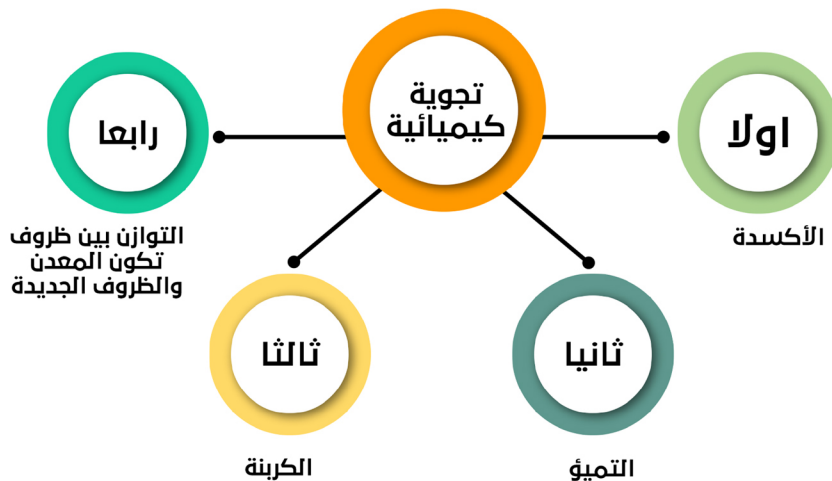 تجوية
كيميائية
اولا
الأكسدة
ثانيا
التميؤ
ثالثا
الكربنة
رابعا
التوازن بين ظروف
تكون المعدن
والظروف الجديدة